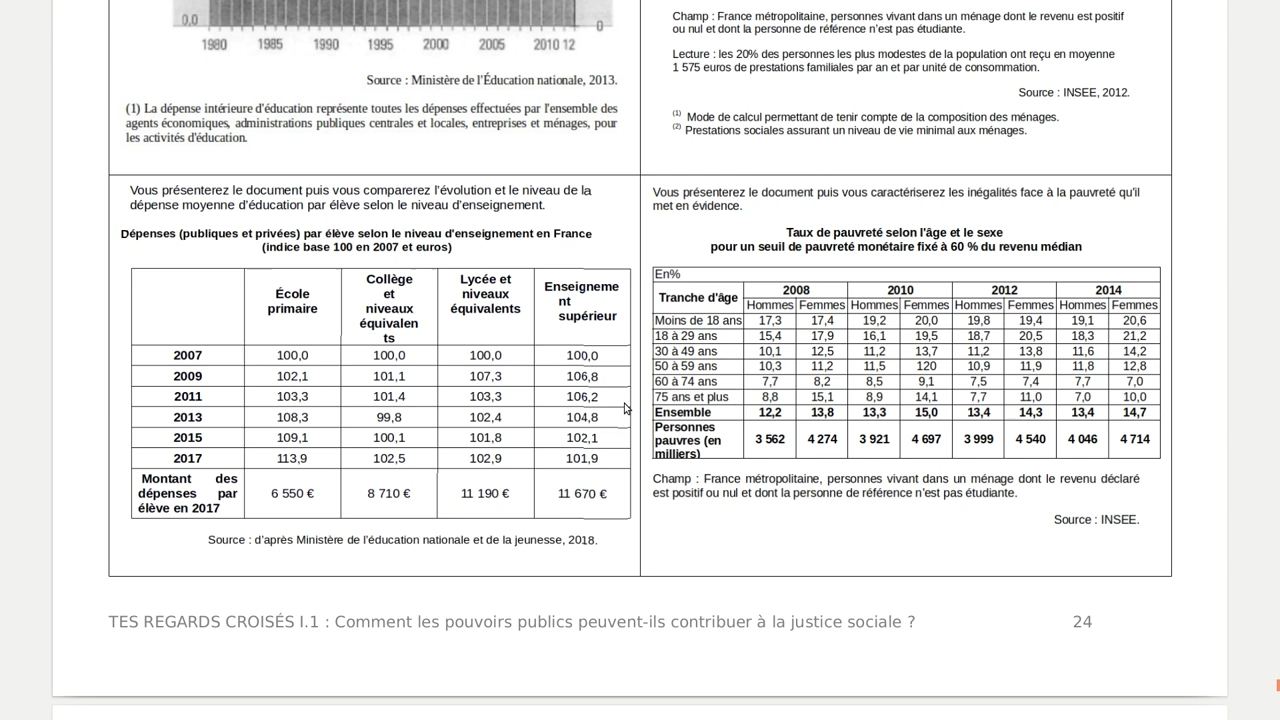 0,0
0
1980 1985 1990 1995 2000 2005 2010 12
Source : Ministère de l'Éducation nationale, 2013.
(1) La dépense intérieure d'éducation représente toutes les dépenses effectuées par l'ensemble des
agents économiques, administrations publiques centrales et locales, entreprises et ménages, pour
les activités d'éducation.
Champ : France métropolitaine, personnes vivant dans un ménage dont le revenu est positif
ou nul et dont la personne de référence n'est pas étudiante.
Lecture : les 20% des personnes les plus modestes de la population ont reçu en moyenne
1 575 euros de prestations familiales par an et par unité de consommation.
Source : INSEE, 2012.
(1) Mode de calcul permettant de tenir compte de la composition des ménages.
(2) Prestations sociales assurant un niveau de vie minimal aux ménages.
Vous présenterez le document puis vous comparerez l'évolution et le niveau de la
dépense moyenne d'éducation par élève selon le niveau d'enseignement.
Dépenses (publiques et privées) par élève selon le niveau d'enseignement en France
(indice base 100 en 2007 et euros)
École
primaire
Collège
et
niveaux
équivalen
ts
Lycée et
niveaux
équivalents
Enseigneme
nt
supérieur
2007 100,0 100,0 100,0 100,0
2009 102,1 101,1 107,3 106,8
2011 103,3 101,4 103,3 106,2
2013 108,3 99,8 102,4 104,8
2015 109,1 100,1 101,8 102,1
2017 113,9 102,5 102,9 101,9
Montant des
dépenses par
élève en 2017
6 550 € 8 710 € 11 190 € 11 670 €
Source : d'après Ministère de l'éducation nationale et de la jeunesse, 2018.
Vous présenterez le document puis vous caractériserez les inégalités face à la pauvreté qu'il
met en évidence.
Taux de pauvreté selon l'âge et le sexe
pour un seuil de pauvreté monétaire fixé à 60 % du revenu médian
En%
Tranche d'âge 2008 2010 2012 2014
Hommes Femmes Hommes Femmes Hommes Femmes Hommes Femmes
Moins de 18 ans 17,3 17,4 19,2 20,0 19,8 19,4 19,1 20,6
18 à 29 ans 15,4 17,9 16,1 19,5 18,7 20,5 18,3 21,2
30 à 49 ans 10,1 12,5 11,2 13,7 11,2 13,8 11,6 14,2
50 à 59 ans 10,3 11,2 11,5 120 10,9 11,9 11,8 12,8
60 à 74 ans 7,7 8,2 8,5 9,1 7,5 7,4 7,7 7,0
75 ans et plus 8,8 15,1 8,9 14,1 7,7 11,0 7,0 10,0
Ensemble 12,2 13,8 13,3 15,0 13,4 14,3 13,4 14,7
Personnes
pauvres (en
milliers)
3 562 4 274 3 921 4 697 3 999 4 540 4 046 4 714
Champ : France métropolitaine, personnes vivant dans un ménage dont le revenu déclaré
est positif ou nul et dont la personne de référence n'est pas étudiante.
Source : INSEE.
TES REGARDS CROISÉS I.1 : Comment les pouvoirs publics peuvent-ils contribuer à la justice sociale ? 24